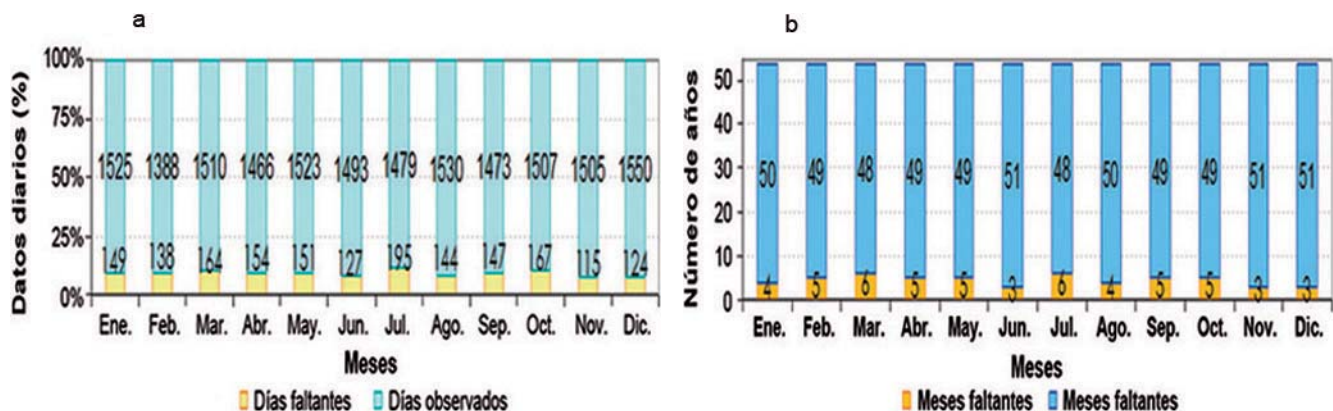 a
Datos diarios (%)
100%
75%
50%
25%
0%
1525 1388 1510 1466 1523 1493 1479 1530 1473 1507 1505 1550
149 138 164 154 151 127 195 144 147 167 115 124
Ene. Feb. Mar. Abr. May. Jun. Jul. Ago. Sep. Oct. Nov. Dic.
Meses
Días faltantes Días observados
b
Número de años
50
40
30
20
10
0
50 49 48 49 49 51 48 50 49 49 51 51
4 5 6 5 5 3 6 4 5 5 3 3
Ene. Feb. Mar. Abr. May. Jun. Jul. Ago. Sep. Oct. Nov. Dic.
Meses
Meses faltantes Meses faltantes